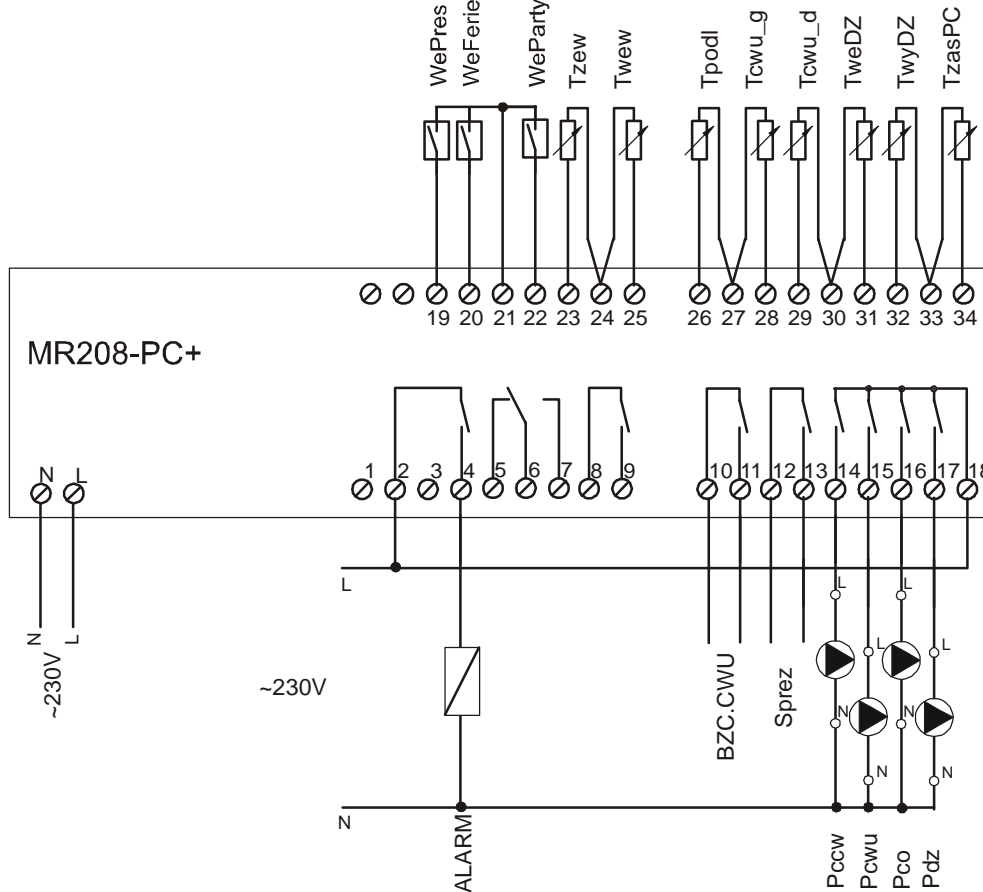 WePres WeFerie WeParty Tzew Twew Tpodl Tcwu_g Tcwu_d TweDZ TwyDZ TzasPC
19 20 21 22 23 24 25 26 27 28 29 30 31 32 33 34
MR208-PC+
N L 1 2 3 4 5 6 7 8 9 10 11 12 13 14 15 16 17 18
L
L L
L L
N L
~230V
~230V
BZC.CWU Sprez
N N
N N
N
ALARM Pccw Pcwu Pco Pdz